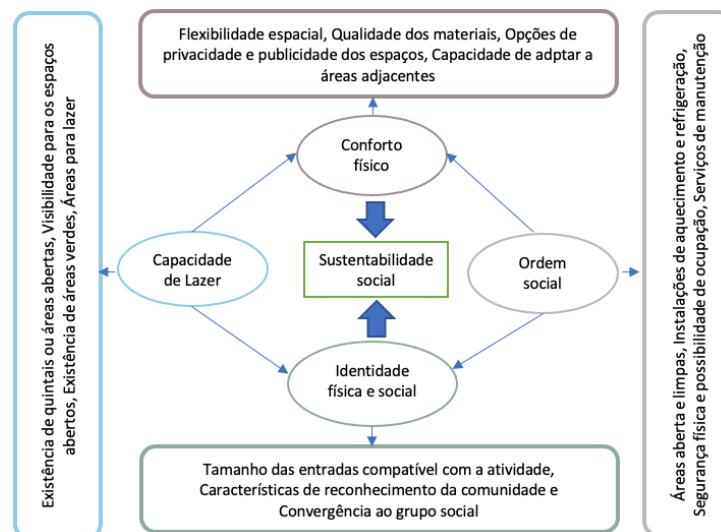 Flexibilidade espacial, Qualidade dos materiais, Opções de
privacidade e publicidade dos espaços, Capacidade de adptar a
áreas adjacentes
Existência de quintais ou áreas abertas, Visibilidade para os espaços
abertos, Existência de áreas verdes, Áreas para lazer
Conforto
físico
Capacidade
de Lazer
Sustentabilidade
social
Ordem
social
Identidade
física e social
Áreas aberta e limpas, Instalações de aquecimento e refrigeração,
Segurança física e possibilidade de ocupação, Serviços de manutenção
Tamanho das entradas compatível com a atividade,
Características de reconhecimento da comunidade e
Convergência ao grupo social